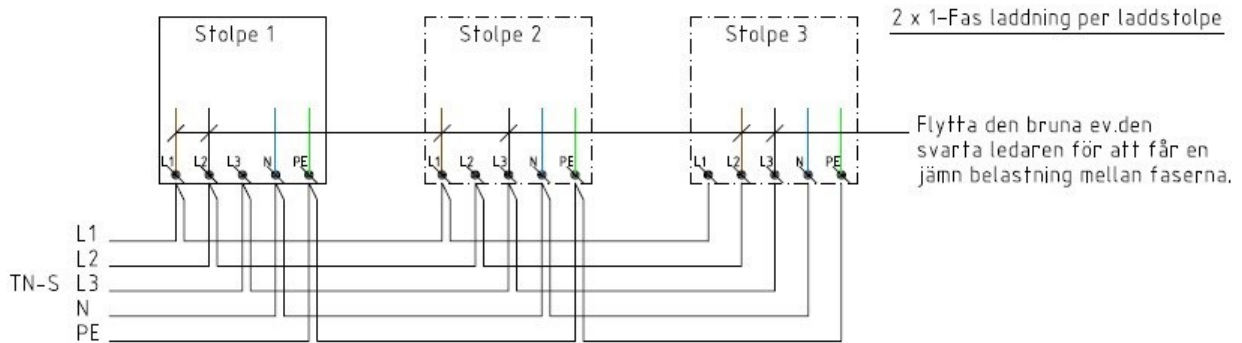 2 x 1-Fas laddning per laddstolpe
Stolpe 1
Stolpe 2
Stolpe 3
Flytta den bruna ev.den
svarta ledaren för att får en
jämn belastning mellan faserna.
L1 L2 L3 N PE
L1 L2 L3 N PE
L1 L2 L3 N PE
L1
L2
TN-S L3
N
PE